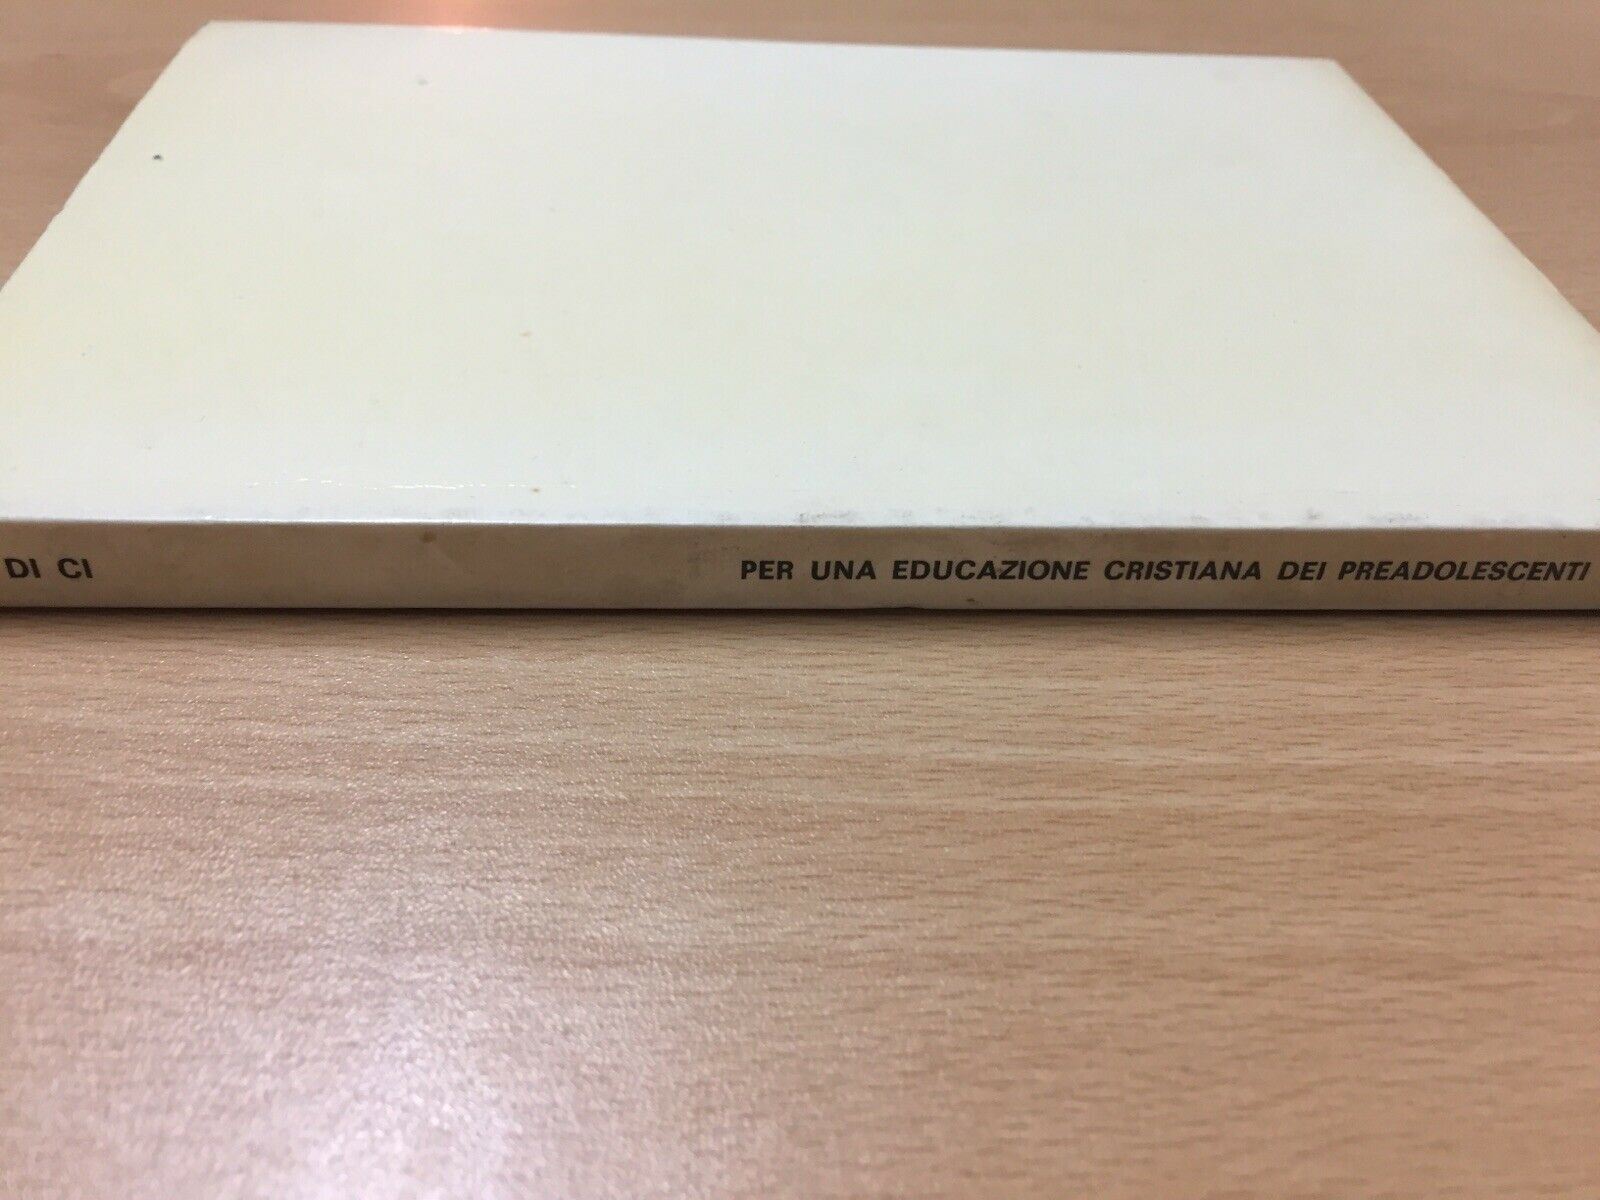 DI CI PER UNA EDUCAZIONE CRISTIANA DEI PREADOLESCENTI